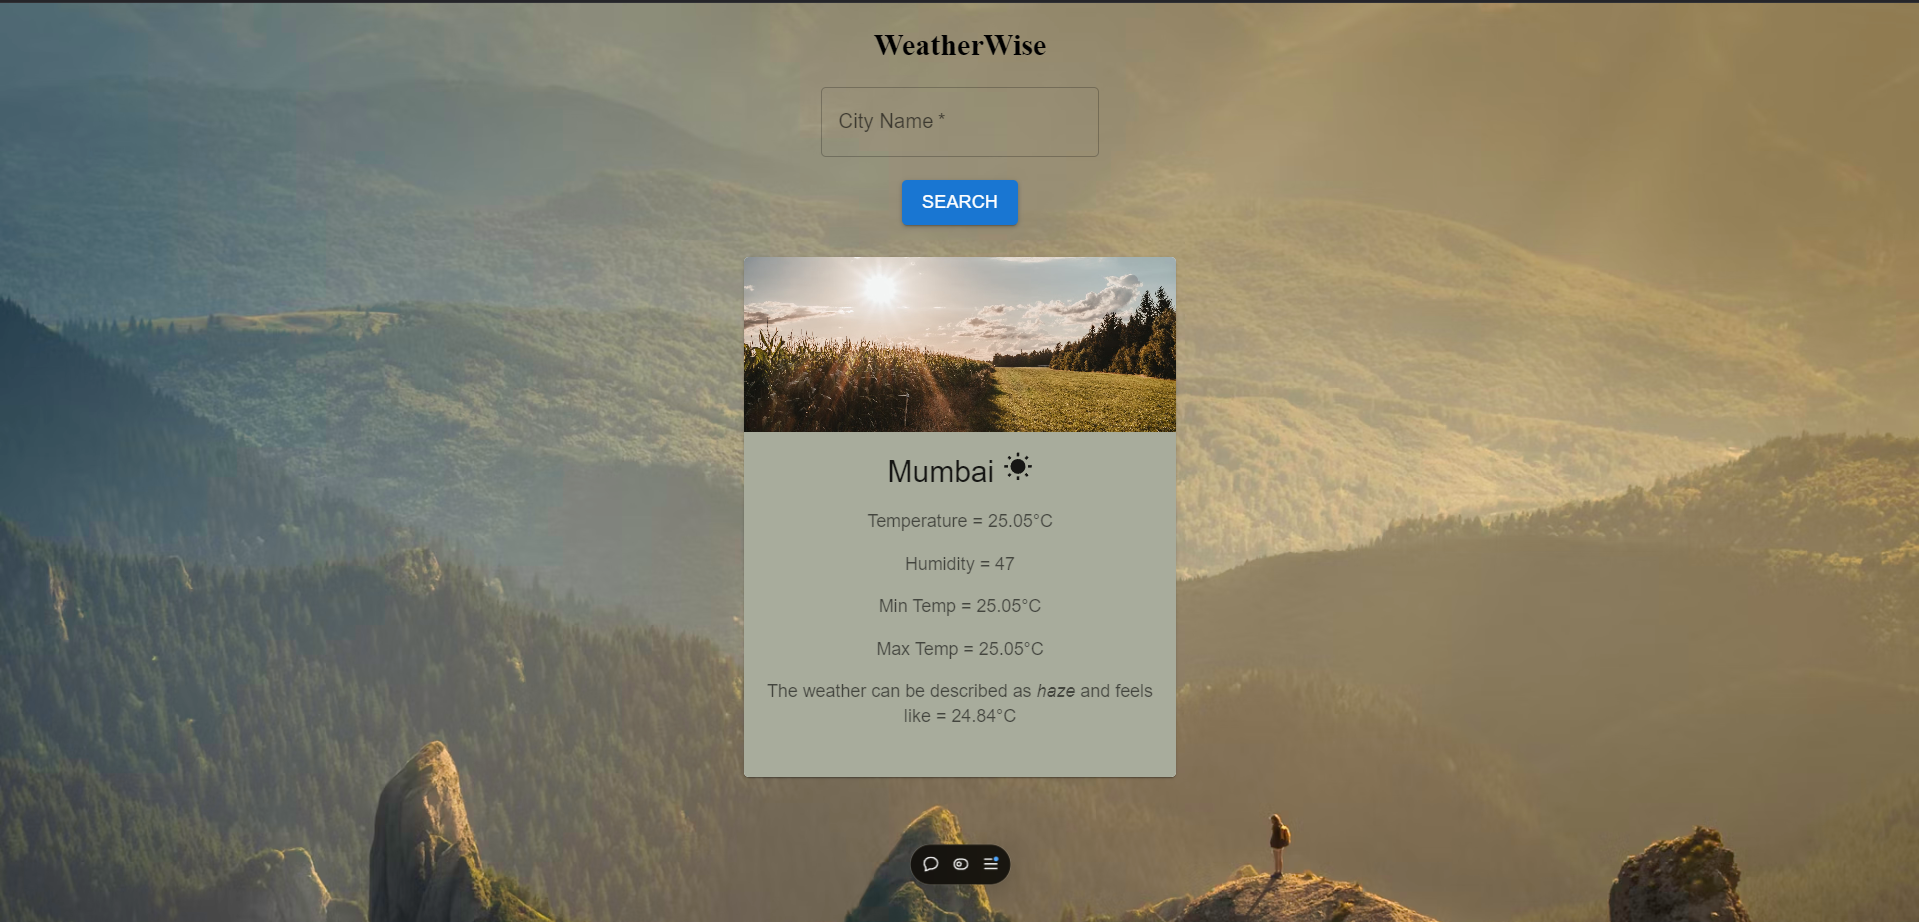 WeatherWise
City Name *
SEARCH
Mumbai
Temperature = 25.05°C
Humidity = 47
Min Temp = 25.05°C
Max Temp = 25.05°C
The weather can be described as haze and feels
like = 24.84°C